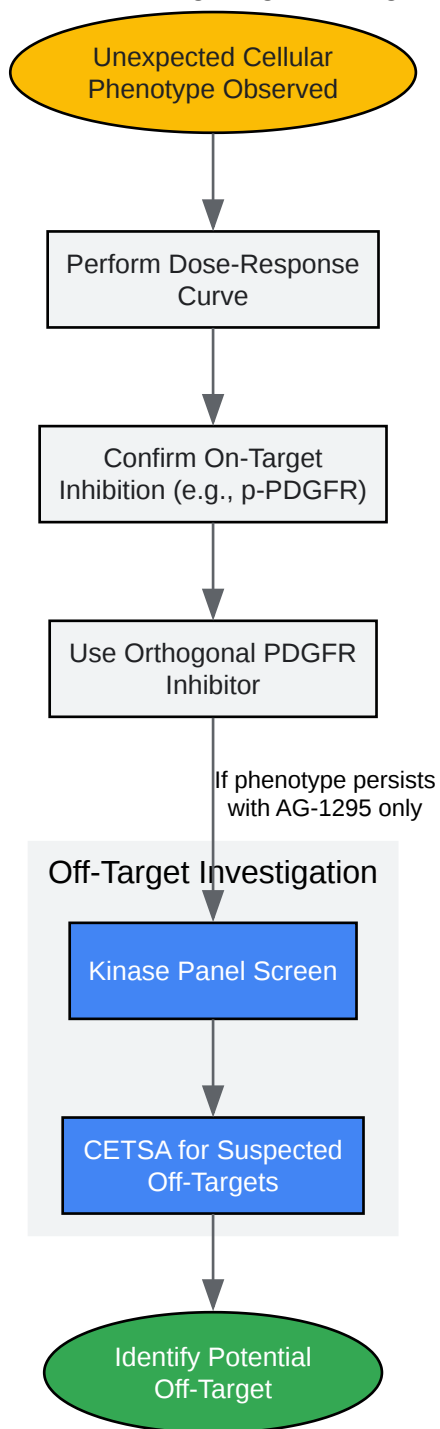 Unexpected Cellular
Phenotype Observed
Perform Dose-Response
Curve
Confirm On-Target
Inhibition (e.g., p-PDGFR)
Use Orthogonal PDGFR
Inhibitor
If phenotype persists
with AG-1295 only
Off-Target Investigation
Kinase Panel Screen
CETSA for Suspected
Off-Targets
Identify Potential
Off-Target